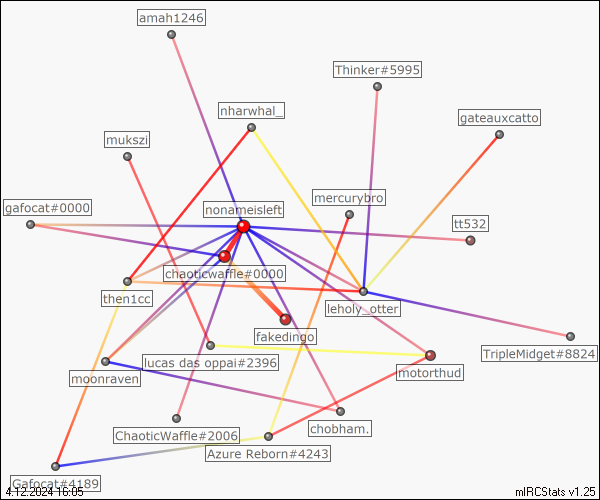 amah1246
Thinker#5995
nharwhal_
gateauxcatto
mukszi
mercurybro
gafocat#0000
nonameisleft
tt532
chaoticwaffle#0000
then1cc
leholy_otter
fakedingo
TripleMidget#8824
lucas das oppai#2396
motorthud
moonraven
chobham.
ChaoticWaffle#2006
Azure Reborn#4243
Gafocat#4189
4.12.2024 16:05
mIRCStats v1.25